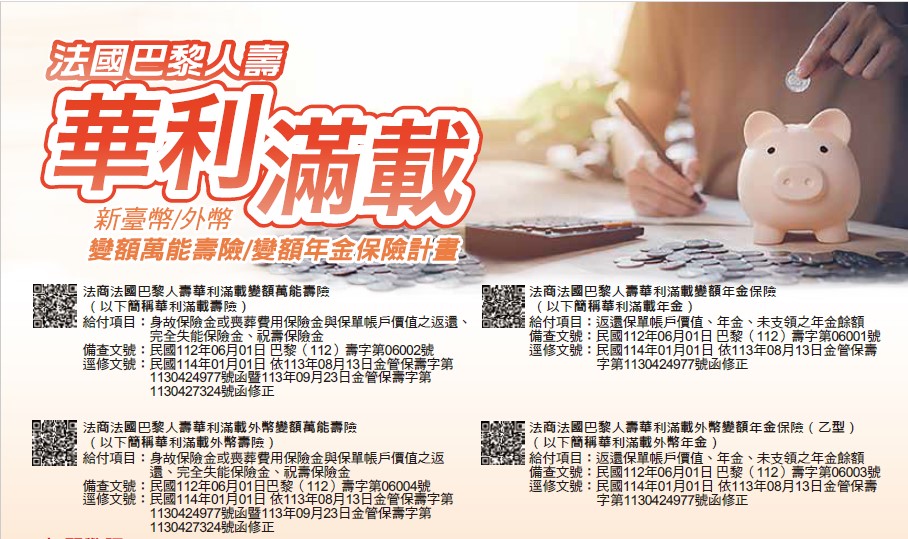 法國巴黎人壽
華利滿載
新臺幣/外幣
變額萬能壽險/變額年金保險計畫
法商法國巴黎人壽華利滿載變額萬能壽險
（以下簡稱華利滿載壽險）
給付項目：身故保險金或喪葬費用保險金與保單帳戶價值之返還、
完全失能保險金、祝壽保險金
備查文號：民國112年06月01日 巴黎（112）壽字第06002號
逕修文號：民國114年01月01日 依113年08月13日金管保壽字第
1130424977號函暨113年09月23日金管保壽字第
1130427324號函修正
法商法國巴黎人壽華利滿載變額年金保險
（以下簡稱華利滿載年金）
給付項目：返還保單帳戶價值、年金、未支領之年金餘額
備查文號：民國112年06月01日 巴黎（112）壽字第06001號
逕修文號：民國114年01月01日 依113年08月13日金管保壽
字第1130424977號函修正
法商法國巴黎人壽華利滿載外幣變額萬能壽險
（以下簡稱華利滿載外幣壽險）
給付項目：身故保險金或喪葬費用保險金與保單帳戶價值之返
還、完全失能保險金、祝壽保險金
備查文號：民國112年06月01日巴黎（112）壽字第06004號
逕修文號：民國114年01月01日 依113年08月13日金管保壽字第
1130424977號函暨113年09月23日金管保壽字第
1130427324號函修正
法商法國巴黎人壽華利滿載外幣變額年金保險（乙型）
（以下簡稱華利滿載外幣年金）
給付項目：返還保單帳戶價值、年金、未支領之年金餘額
備查文號：民國112年06月01日 巴黎（112）壽字第06003號
逕修文號：民國114年01月01日 依113年08月13日金管保壽
字第1130424977號函修正